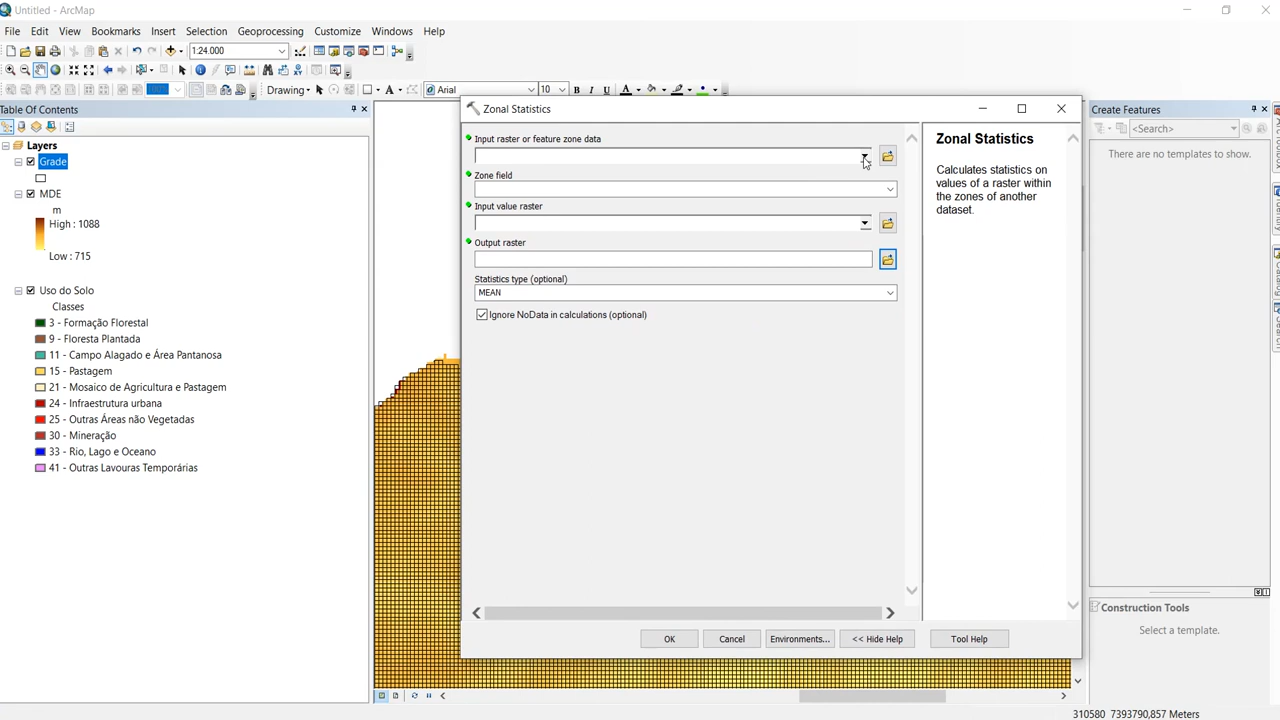 Untitled - ArcMap
File Edit View Bookmarks Insert Selection Geoprocessing Customize Windows Help
1:24.000
100%
Drawing
Arial
10
B I U A
Table Of Contents
Layers
Grade
MDE
m
High : 1088
Low : 715
Uso do Solo
Classes
3 - Formação Florestal
9 - Floresta Plantada
11 - Campo Alagado e Área Pantanosa
15 - Pastagem
21 - Mosaico de Agricultura e Pastagem
24 - Infraestrutura urbana
25 - Outras Áreas não Vegetadas
30 - Mineração
33 - Rio, Lago e Oceano
41 - Outras Lavouras Temporárias
Zonal Statistics
Input raster or feature zone data
Zone field
Input value raster
Output raster
Statistics type (optional)
MEAN
Ignore NoData in calculations (optional)
OK
Cancel
Environments...
<< Hide Help
Tool Help
Zonal Statistics
Calculates statistics on
values of a raster within
the zones of another
dataset.
Create Features
<Search>
There are no templates to show.
Construction Tools
Select a template.
310580 7393790,857 Meters